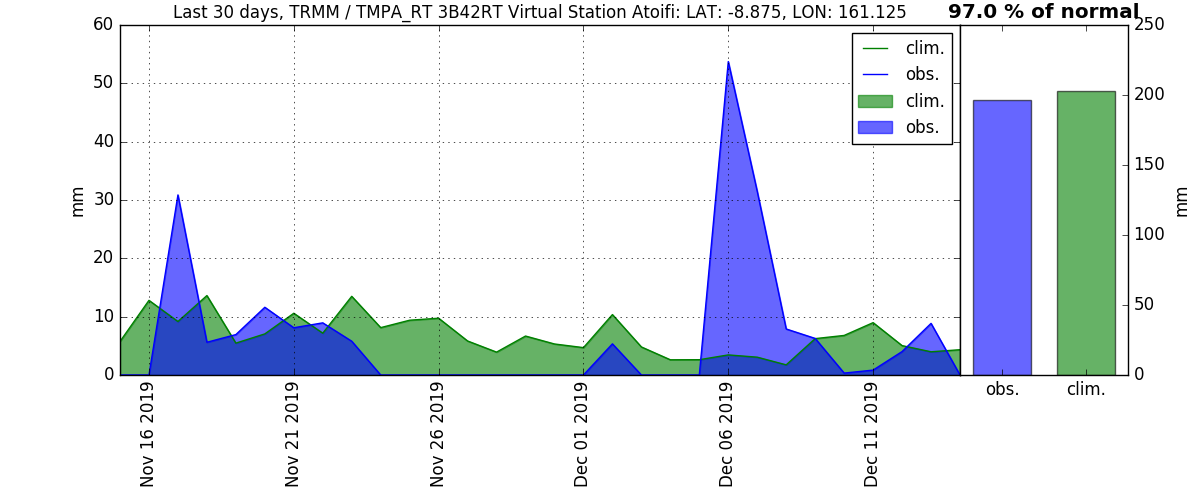 Last 30 days, TRMM / TMPA_RT 3B42RT Virtual Station Atoifi: LAT: -8.875, LON: 161.125
97.0 % of normal
60
50
40
30
20
10
0
mm
clim.
obs.
clim.
obs.
Nov 16 2019
Nov 21 2019
Nov 26 2019
Dec 01 2019
Dec 06 2019
Dec 11 2019
250
200
150
100
50
0
mm
obs.
clim.